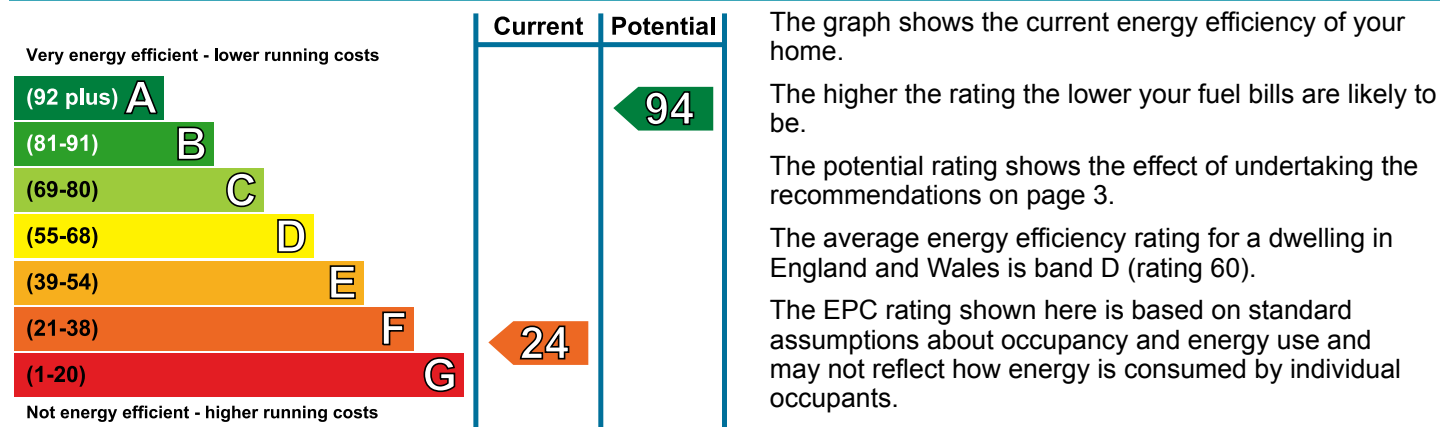 Current Potential
Very energy efficient - lower running costs
(92 plus) A
94
(81-91) B
(69-80) C
(55-68) D
(39-54) E
(21-38) F
24
(1-20) G
Not energy efficient - higher running costs
The graph shows the current energy efficiency of your
home.
The higher the rating the lower your fuel bills are likely to
be.
The potential rating shows the effect of undertaking the
recommendations on page 3.
The average energy efficiency rating for a dwelling in
England and Wales is band D (rating 60).
The EPC rating shown here is based on standard
assumptions about occupancy and energy use and
may not reflect how energy is consumed by individual
occupants.